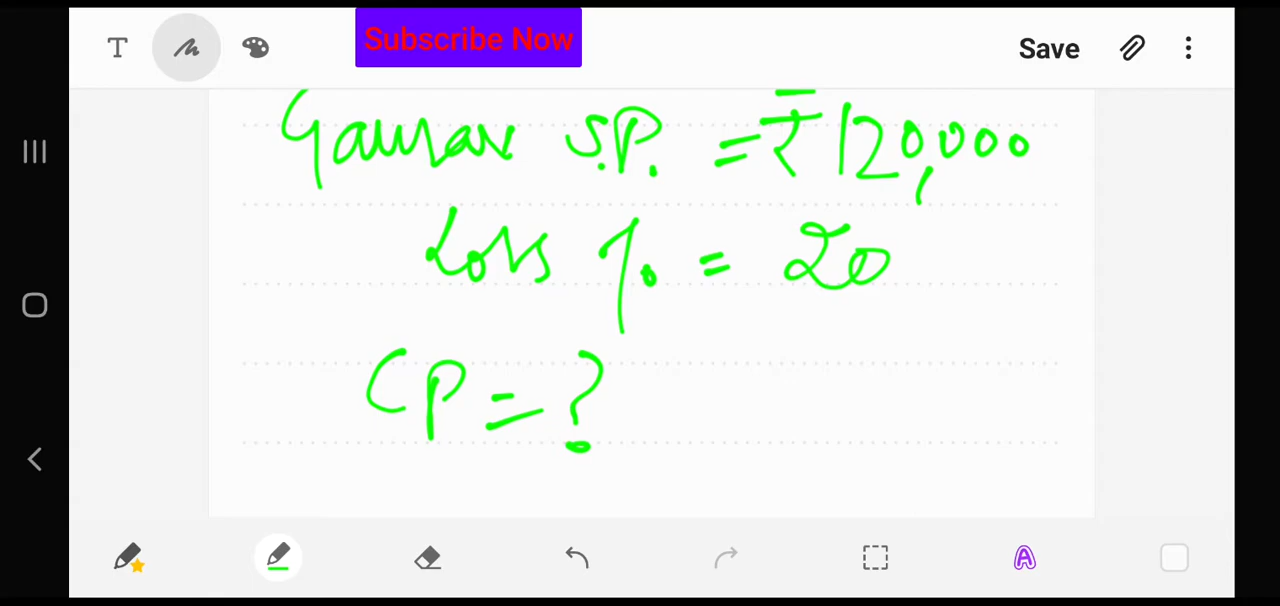 T
Subscribe Now
Save
Gaurav S.P. = ₹ 120,000
Loss % = 20
CP = ?
A